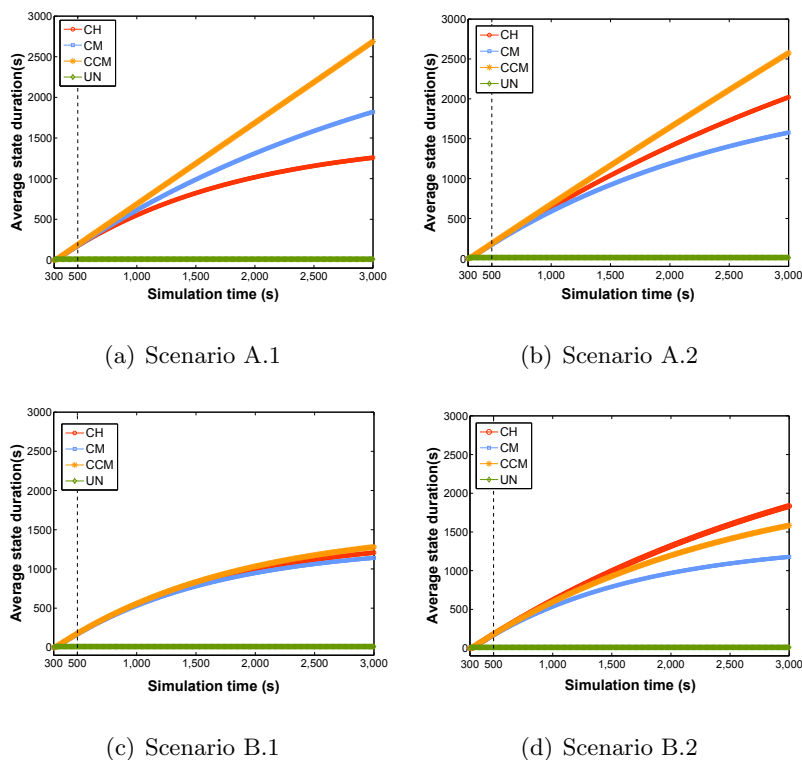 CH
CM
CCM
UN
3000
2500
2000
1500
1000
500
0
Average state duration(s)
300 500 1,000 1,500 2,000 2,500 3,000
Simulation time (s)
(a) Scenario A.1
CH
CM
CCM
UN
3000
2500
2000
1500
1000
500
0
Average state duration(s)
300 500 1,000 1,500 2,000 2,500 3,000
Simulation time (s)
(b) Scenario A.2
CH
CM
CCM
UN
3000
2500
2000
1500
1000
500
0
Average state duration(s)
300 500 1,000 1,500 2,000 2,500 3,000
Simulation time (s)
(c) Scenario B.1
CH
CM
CCM
UN
3000
2500
2000
1500
1000
500
0
Average state duration(s)
300 500 1,000 1,500 2,000 2,500 3,000
Simulation time (s)
(d) Scenario B.2